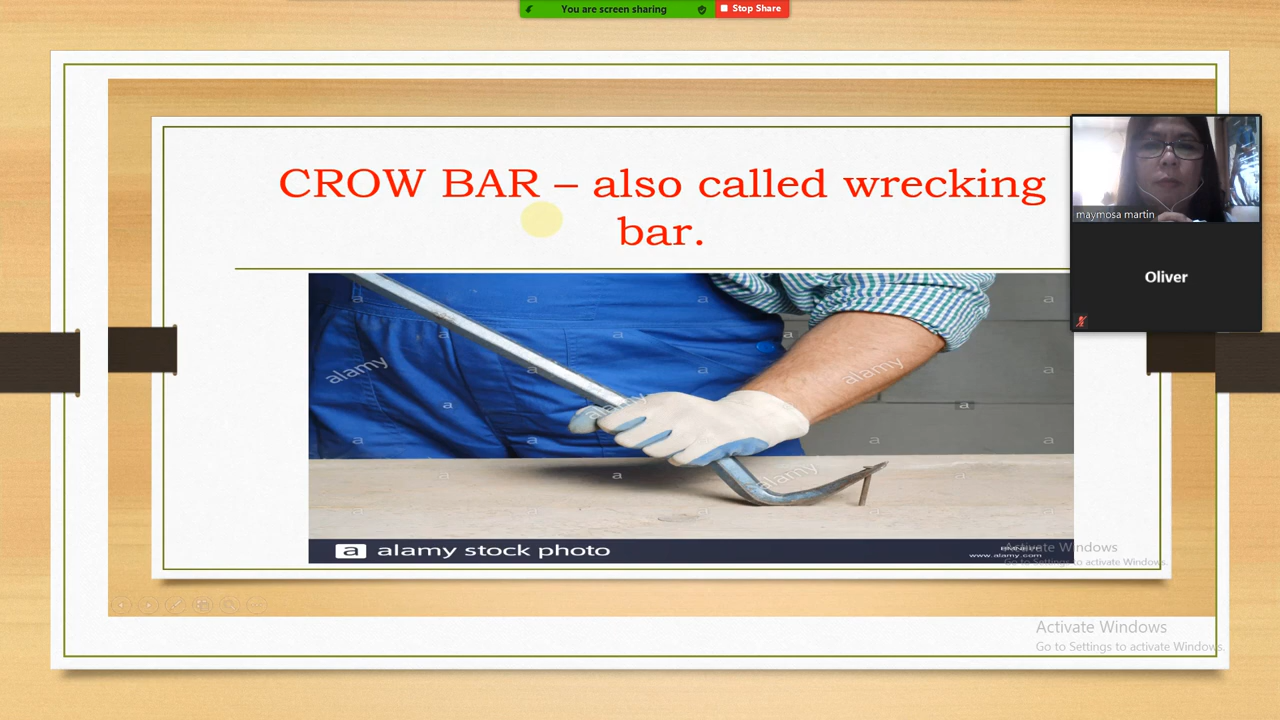 You are screen sharing
Stop Share
CROW BAR – also called wrecking
bar.
maymosa martin
Oliver
alamy
alamy
alamy
alamy
a alamy stock photo
www.alamy.com
Activate Windows
Go to Settings to activate Windows.
Activate Windows
Go to Settings to activate Windows.